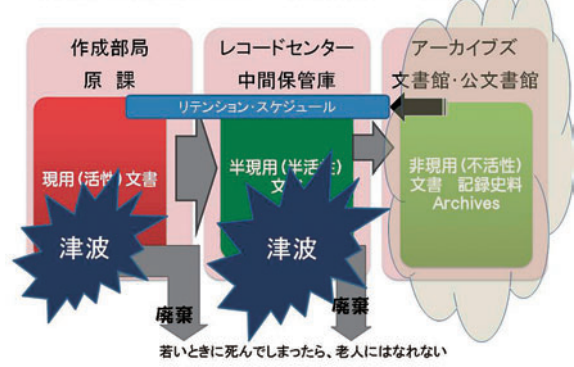 作成部局
原 課
レコードセンター
中間保管庫
アーカイブズ
文書館・公文書館
リテンション・スケジュール
現用(活性)文書
半現用(半活性)
文
非現用(不活性)
文書 記録史料
Archives
津波
津波
廃棄
廃棄
若いときに死んでしまったら、老人にはなれない